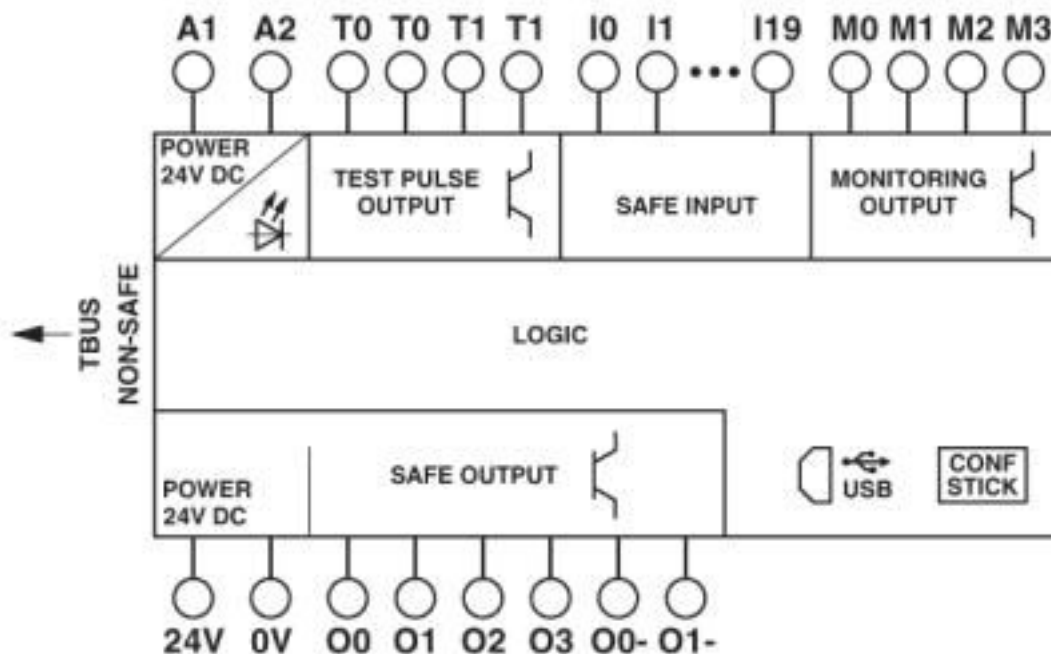 A1 A2 T0 T0 T1 T1 I0 I1 ••• I19 M0 M1 M2 M3
POWER
24V DC
TEST PULSE
OUTPUT
SAFE INPUT
MONITORING
OUTPUT
TBUS
NON-SAFE
LOGIC
POWER
24V DC
SAFE OUTPUT
USB
CONF
STICK
24V 0V O0 O1 O2 O3 O0- O1-